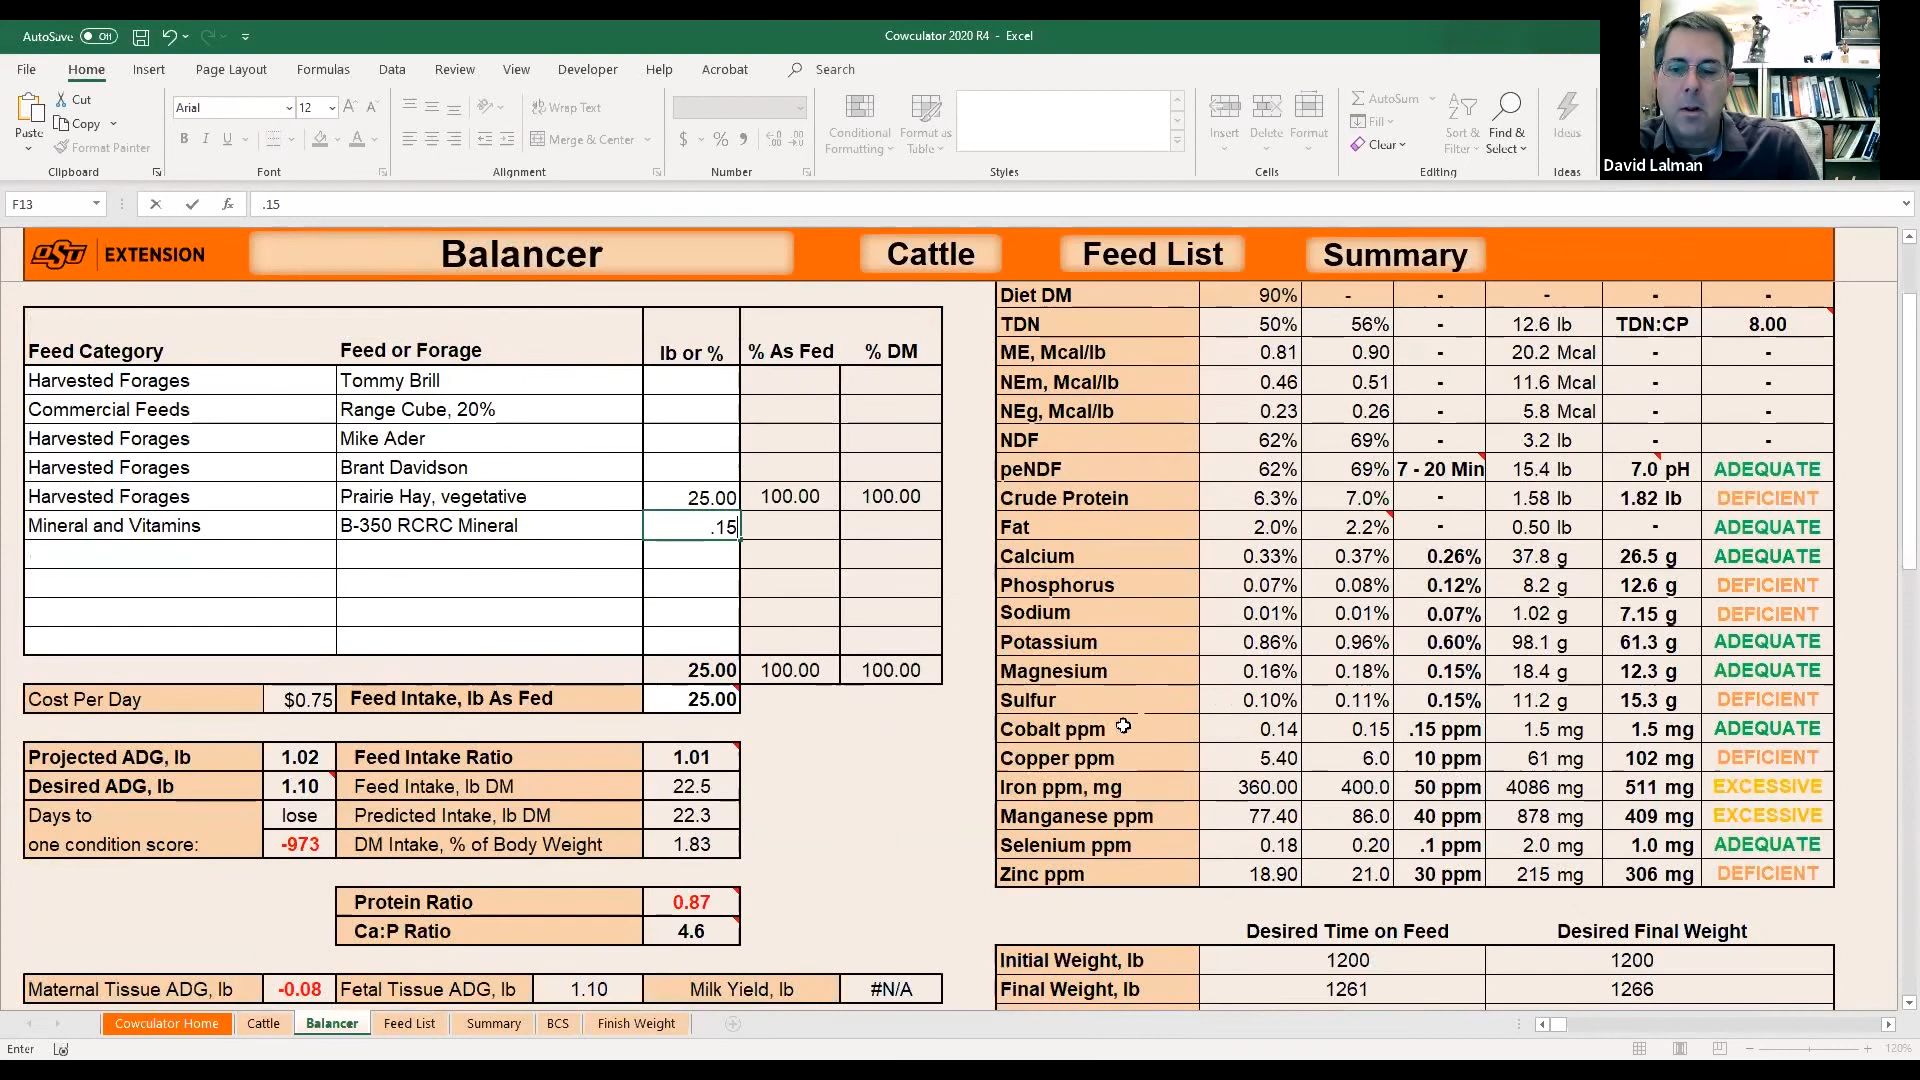 AutoSave Off
Cowculator 2020 R4 - Excel
File Home Insert Page Layout Formulas Data Review View Developer Help Acrobat Search
Paste
Cut
Copy
Format Painter
Clipboard
Arial 12
B I U
Font
Wrap Text
Merge & Center
Alignment
$ % ,
Number
Conditional Formatting
Format as Table
Styles
Insert Delete Format
Cells
AutoSum
Fill
Clear
Sort & Filter
Find & Select
Editing
Ideas
Ideas
David Lalman
F13 fx .15
OSU EXTENSION Balancer Cattle Feed List Summary
Feed Category Feed or Forage lb or % % As Fed % DM
Harvested Forages Tommy Brill
Commercial Feeds Range Cube, 20%
Harvested Forages Mike Ader
Harvested Forages Brant Davidson
Harvested Forages Prairie Hay, vegetative 25.00 100.00 100.00
Mineral and Vitamins B-350 RCRC Mineral .15
25.00 100.00 100.00
Cost Per Day $0.75 Feed Intake, lb As Fed 25.00
Projected ADG, lb 1.02 Feed Intake Ratio 1.01
Desired ADG, lb 1.10 Feed Intake, lb DM 22.5
Days to lose Predicted Intake, lb DM 22.3
one condition score: -973 DM Intake, % of Body Weight 1.83
Protein Ratio 0.87
Ca:P Ratio 4.6
Maternal Tissue ADG, lb -0.08 Fetal Tissue ADG, lb 1.10 Milk Yield, lb #N/A
Diet DM 90% - - - - -
TDN 50% 56% - 12.6 lb TDN:CP 8.00
ME, Mcal/lb 0.81 0.90 - 20.2 Mcal - -
NEm, Mcal/lb 0.46 0.51 - 11.6 Mcal - -
NEg, Mcal/lb 0.23 0.26 - 5.8 Mcal - -
NDF 62% 69% - 3.2 lb - -
peNDF 62% 69% 7 - 20 Min 15.4 lb 7.0 pH ADEQUATE
Crude Protein 6.3% 7.0% - 1.58 lb 1.82 lb DEFICIENT
Fat 2.0% 2.2% - 0.50 lb - ADEQUATE
Calcium 0.33% 0.37% 0.26% 37.8 g 26.5 g ADEQUATE
Phosphorus 0.07% 0.08% 0.12% 8.2 g 12.6 g DEFICIENT
Sodium 0.01% 0.01% 0.07% 1.02 g 7.15 g DEFICIENT
Potassium 0.86% 0.96% 0.60% 98.1 g 61.3 g ADEQUATE
Magnesium 0.16% 0.18% 0.15% 18.4 g 12.3 g ADEQUATE
Sulfur 0.10% 0.11% 0.15% 11.2 g 15.3 g DEFICIENT
Cobalt ppm 0.14 0.15 .15 ppm 1.5 mg 1.5 mg ADEQUATE
Copper ppm 5.40 6.0 10 ppm 61 mg 102 mg DEFICIENT
Iron ppm, mg 360.00 400.0 50 ppm 4086 mg 511 mg EXCESSIVE
Manganese ppm 77.40 86.0 40 ppm 878 mg 409 mg EXCESSIVE
Selenium ppm 0.18 0.20 .1 ppm 2.0 mg 1.0 mg ADEQUATE
Zinc ppm 18.90 21.0 30 ppm 215 mg 306 mg DEFICIENT
Desired Time on Feed Desired Final Weight
Initial Weight, lb 1200 1200
Final Weight, lb 1261 1266
Cowculator Home Cattle Balancer Feed List Summary BCS Finish Weight
Enter 120%